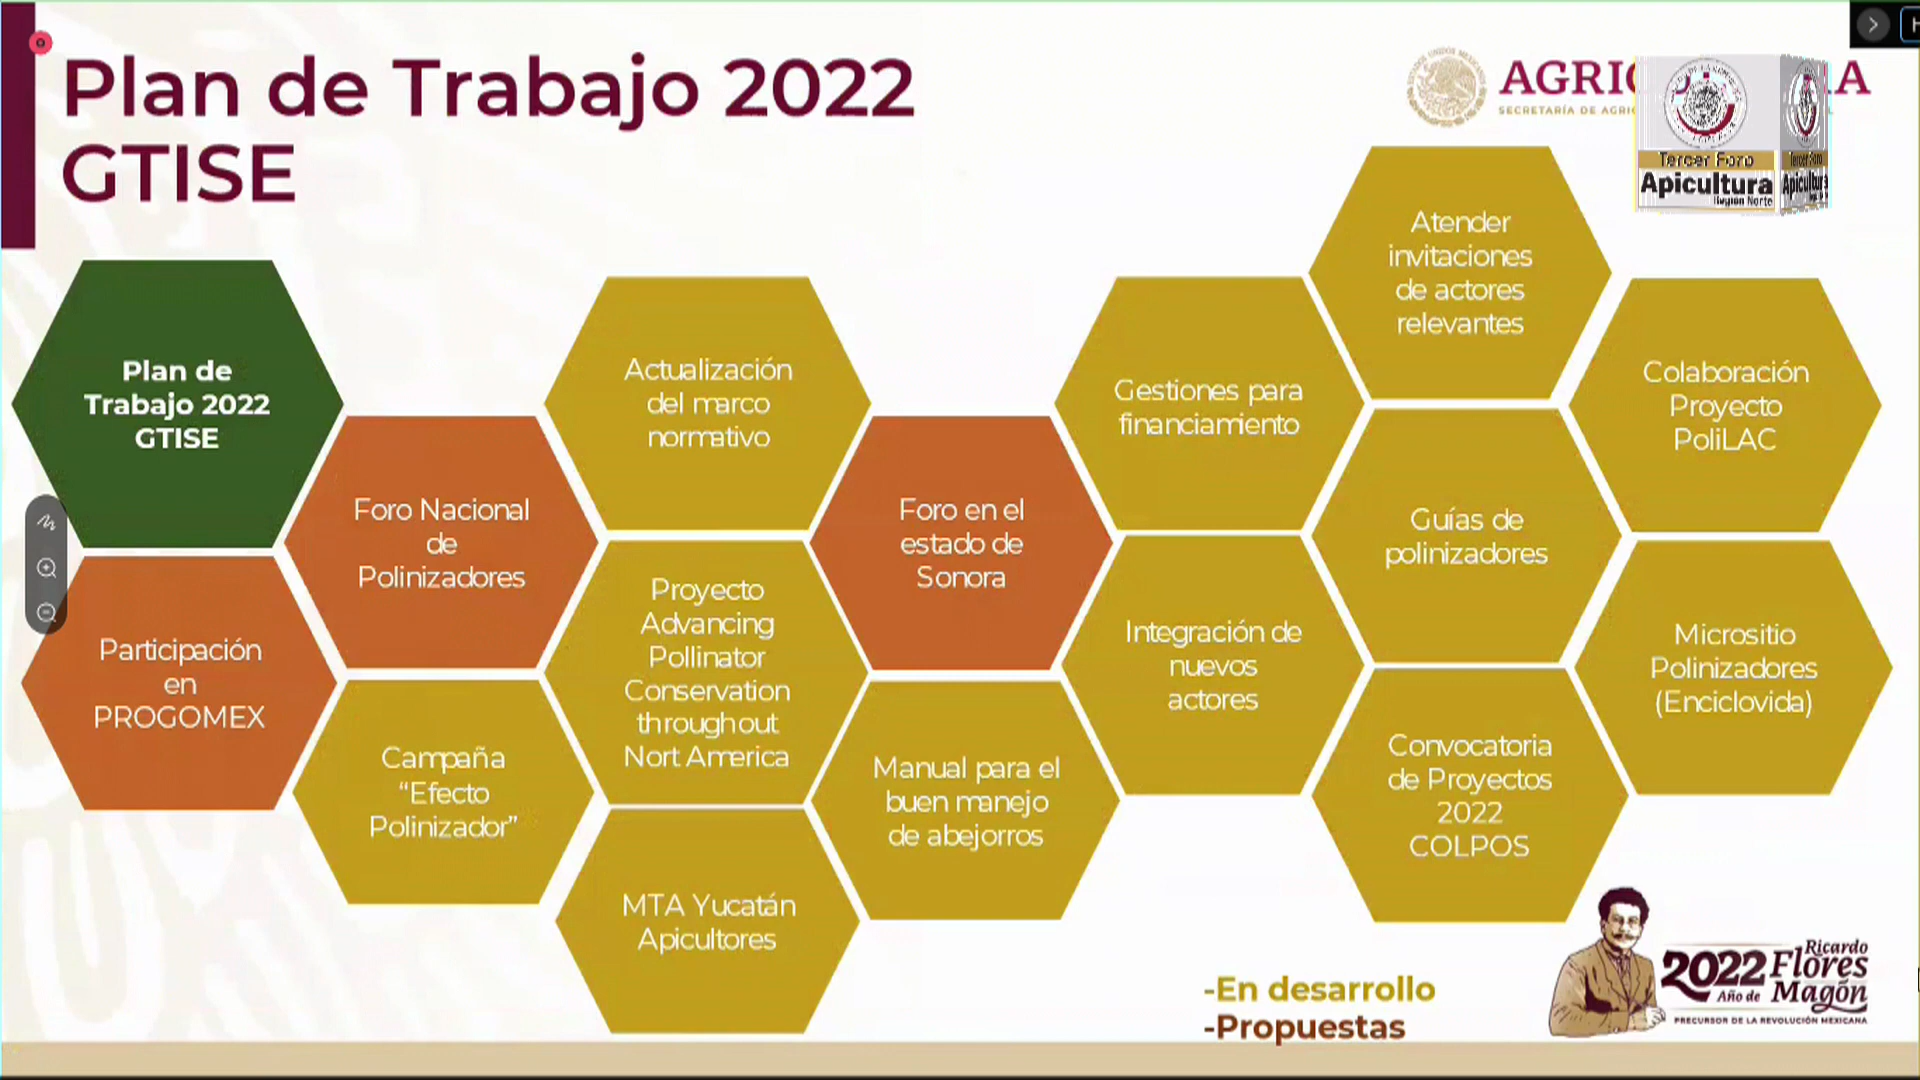 Plan de Trabajo 2022
GTISE
SECRETARÍA DE
Tercer Foro
Apicultura
Región Norte
Tercer Foro
Plan de
Trabajo 2022
GTISE
Participación
en
PROGOMEX
Foro Nacional
de
Polinizadores
Campaña
“Efecto
Polinizador”
Actualización
del marco
normativo
Proyecto
Advancing
Pollinator
Conservation
throughout
Nort America
MTA Yucatán
Apicultores
Foro en el
estado de
Sonora
Manual para el
buen manejo
de abejorros
Gestiones para
financiamiento
Integración de
nuevos
actores
Atender
invitaciones
de actores
relevantes
Guías de
polinizadores
Convocatoria
de Proyectos
2022
COLPOS
Colaboración
Proyecto
PoliLAC
Micrositio
Polinizadores
(Enciclovida)
-En desarrollo
-Propuestas
2022 Ricardo
Flores
Año de Magón
PRECURSOR DE LA REVOLUCIÓN MEXICANA